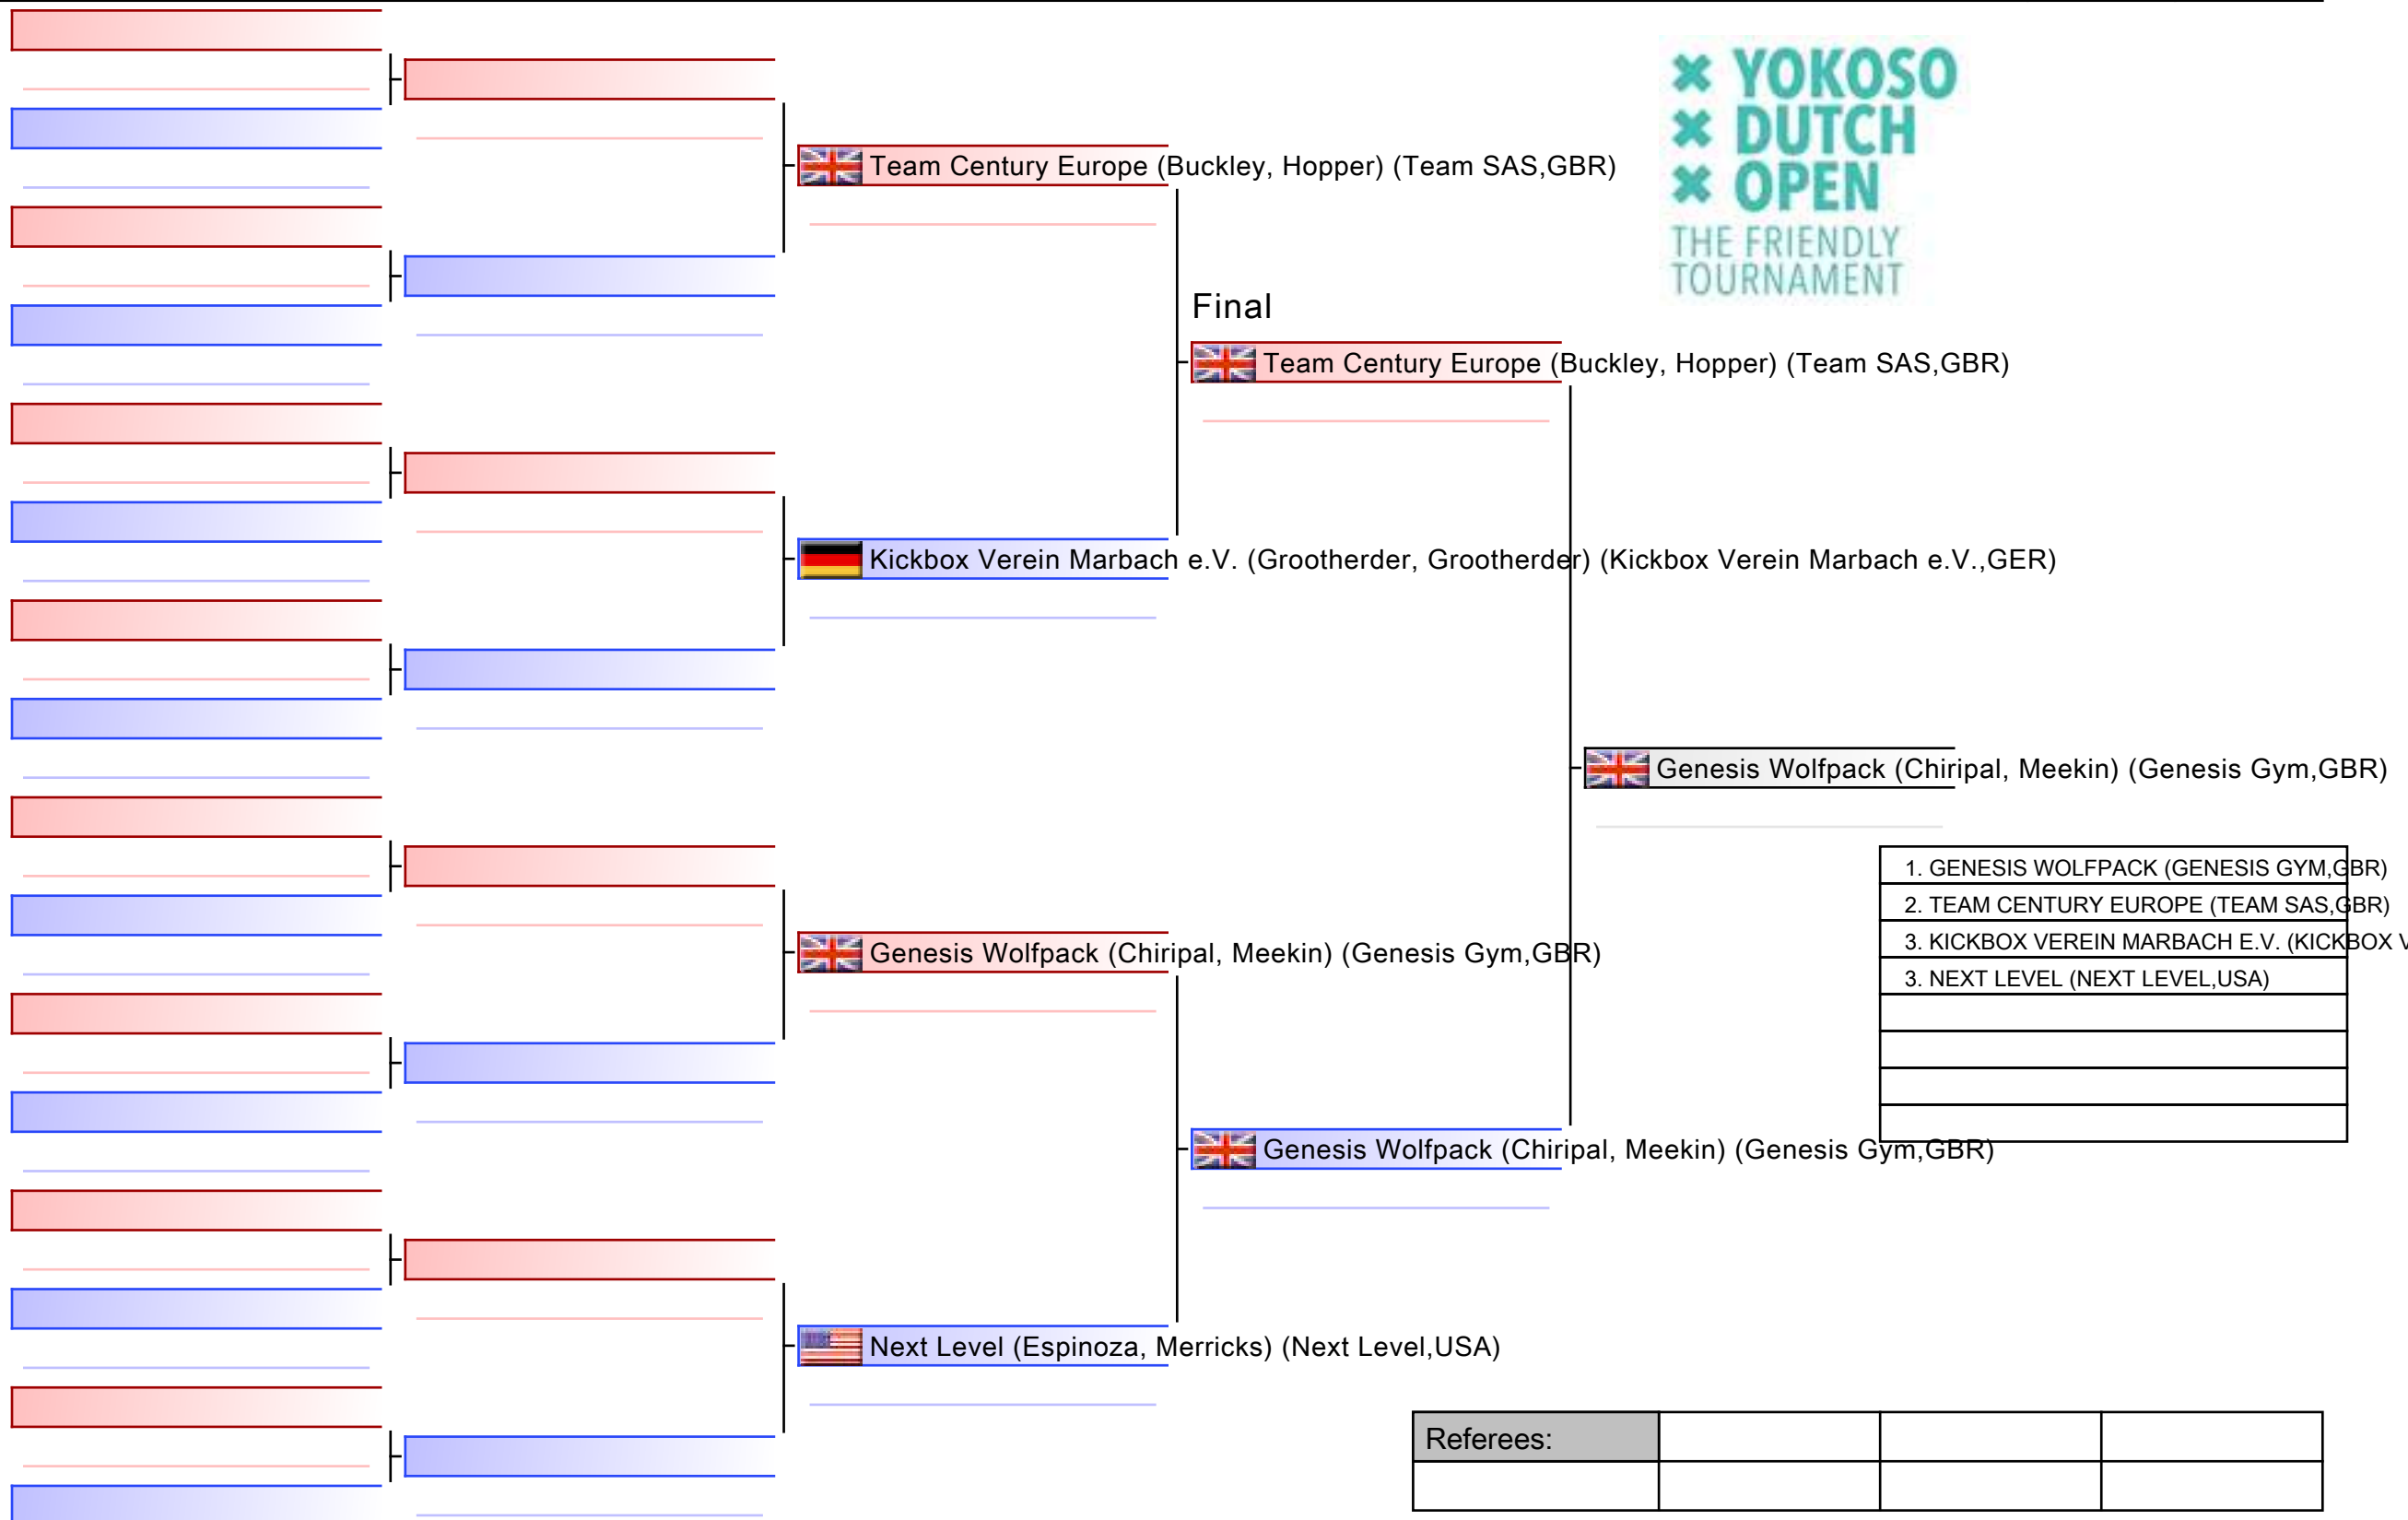 YOKOSO
DUTCH
OPEN
THE FRIENDLY
TOURNAMENT
Team Century Europe (Buckley, Hopper) (Team SAS,GBR)
Final
Team Century Europe (Buckley, Hopper) (Team SAS,GBR)
Kickbox Verein Marbach e.V. (Grootherder, Grootherder) (Kickbox Verein Marbach e.V.,GER)
Genesis Wolfpack (Chiripal, Meekin) (Genesis Gym,GBR)
1. GENESIS WOLFPACK (GENESIS GYM,GBR)
2. TEAM CENTURY EUROPE (TEAM SAS,GBR)
3. KICKBOX VEREIN MARBACH E.V. (KICKBOX V
3. NEXT LEVEL (NEXT LEVEL,USA)
Genesis Wolfpack (Chiripal, Meekin) (Genesis Gym,GBR)
Genesis Wolfpack (Chiripal, Meekin) (Genesis Gym,GBR)
Next Level (Espinoza, Merricks) (Next Level,USA)
Referees: